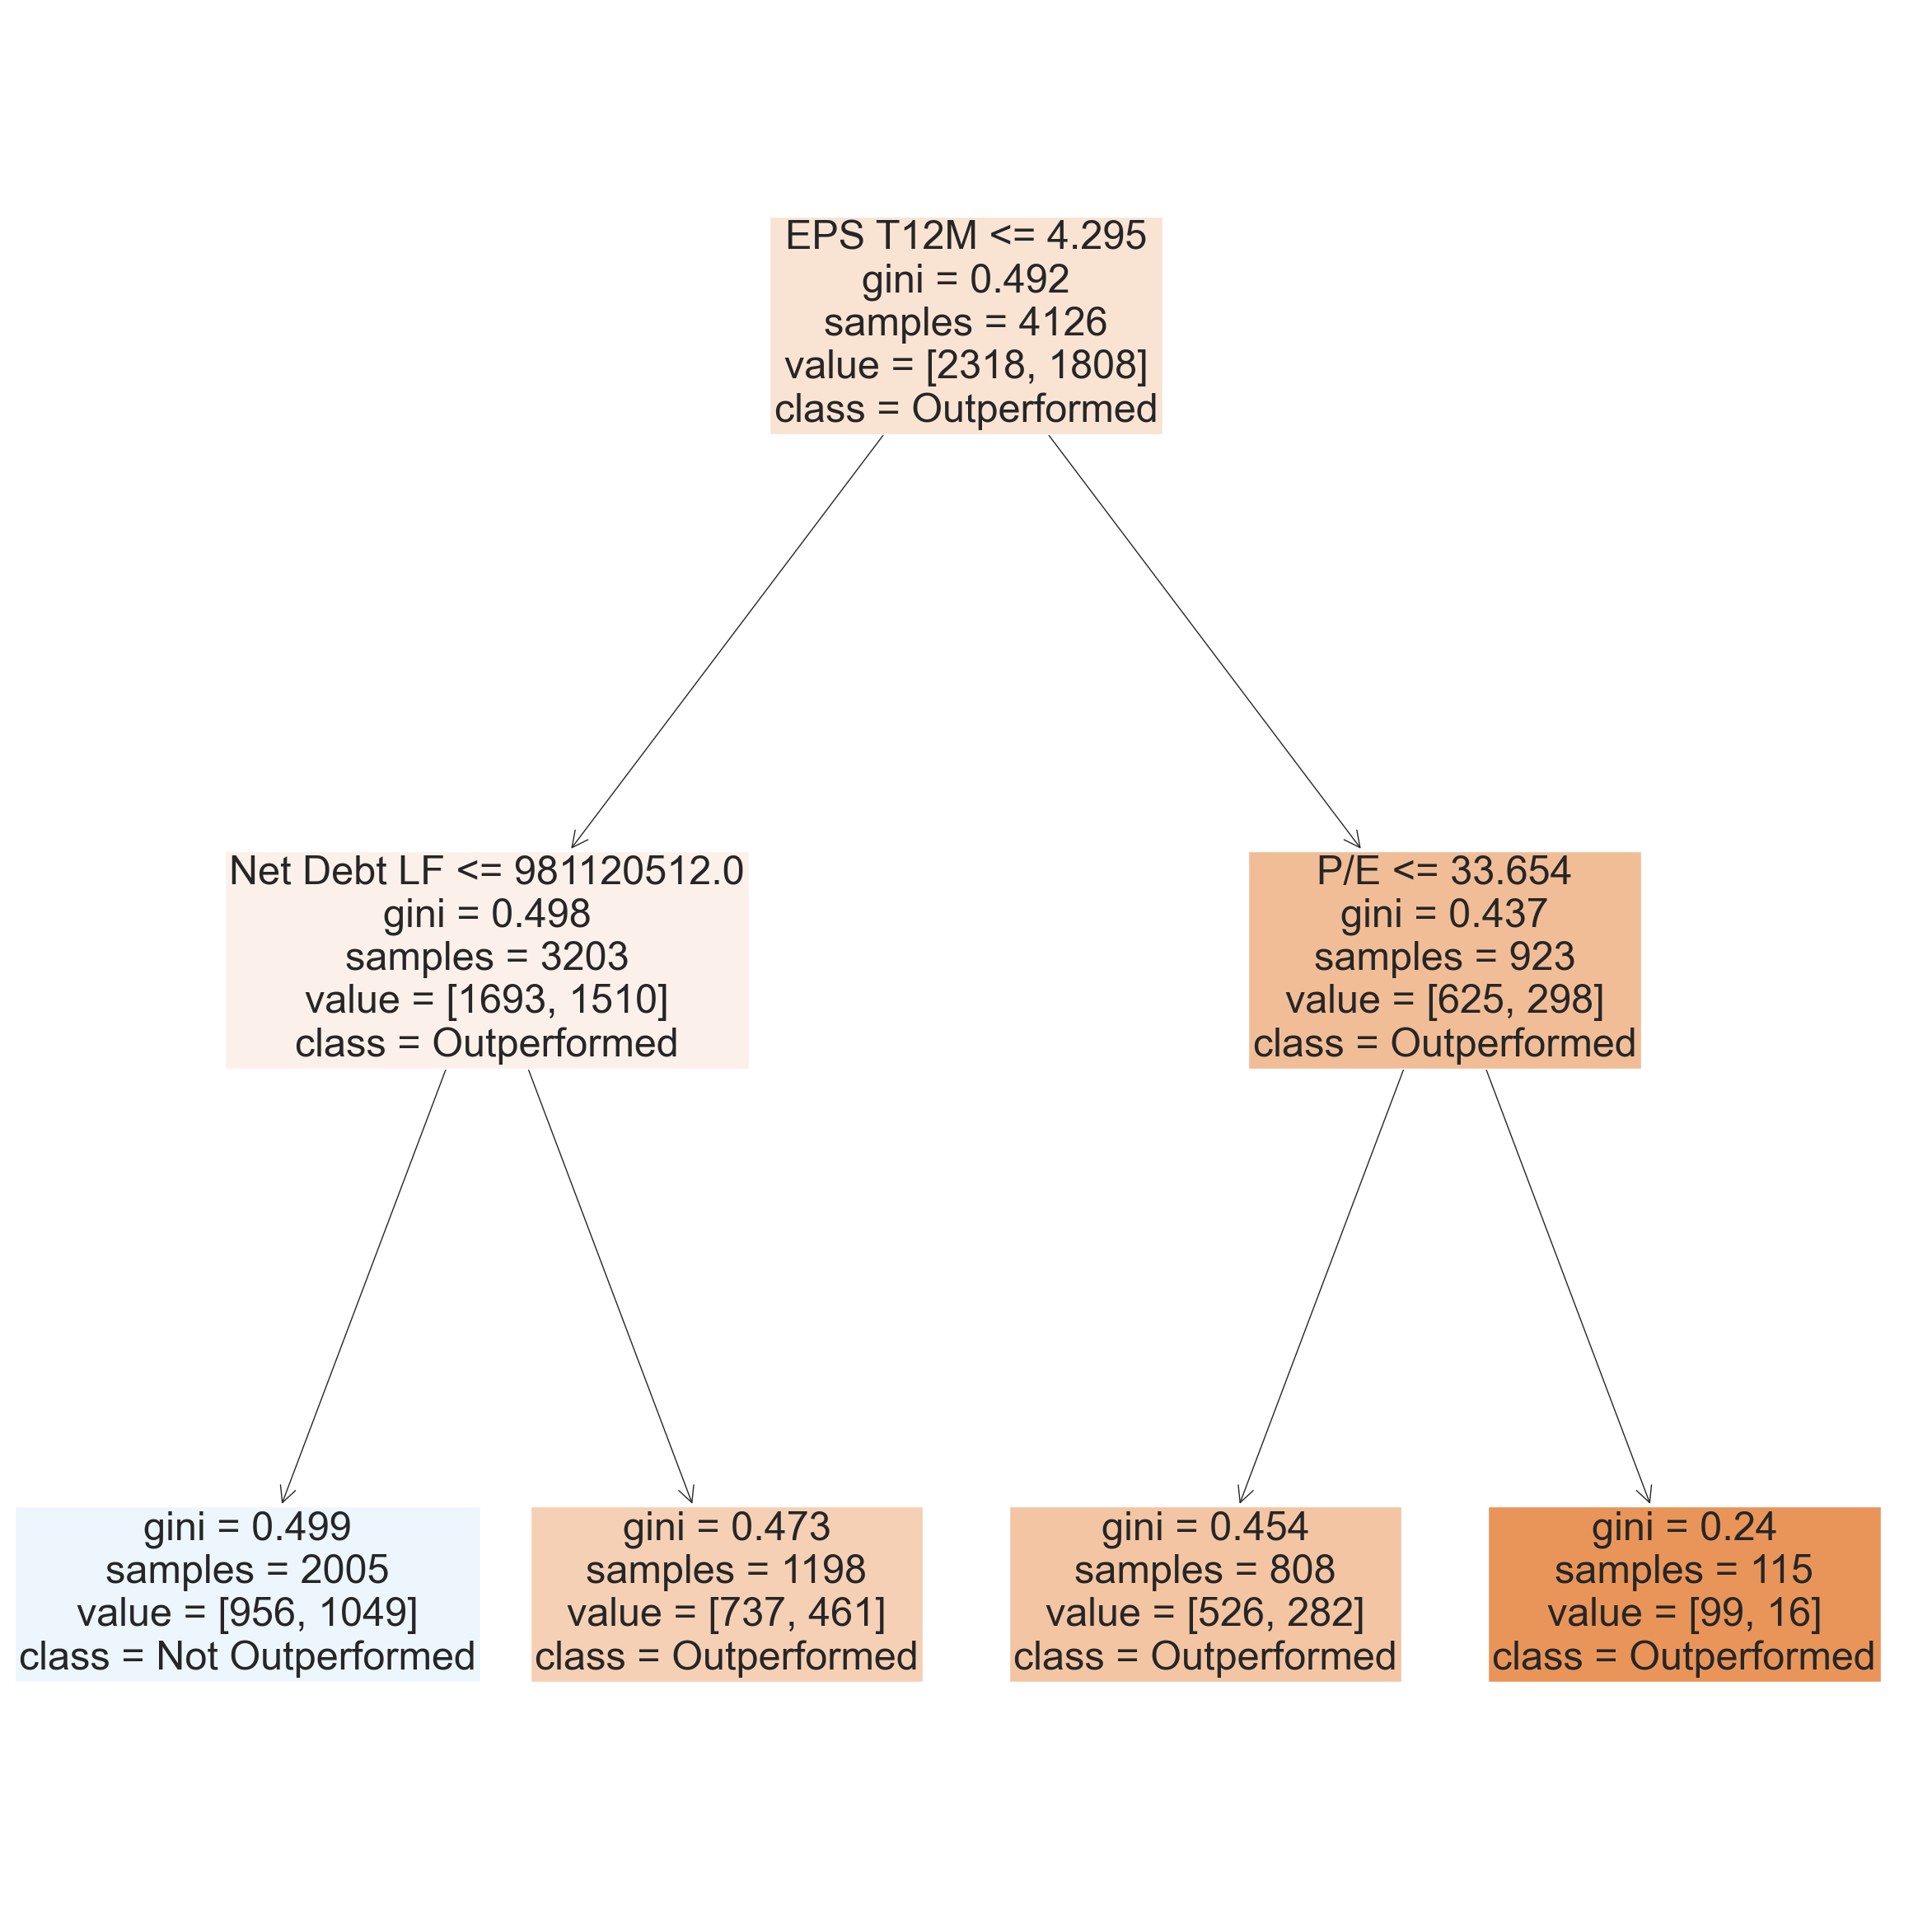 EPS T12M <= 4.295
gini = 0.492
samples = 4126
value = [2318, 1808]
class = Outperformed
Net Debt LF <= 981120512.0
gini = 0.498
samples = 3203
value = [1693, 1510]
class = Outperformed
P/E <= 33.654
gini = 0.437
samples = 923
value = [625, 298]
class = Outperformed
gini = 0.499
samples = 2005
value = [956, 1049]
class = Not Outperformed
gini = 0.473
samples = 1198
value = [737, 461]
class = Outperformed
gini = 0.454
samples = 808
value = [526, 282]
class = Outperformed
gini = 0.24
samples = 115
value = [99, 16]
class = Outperformed